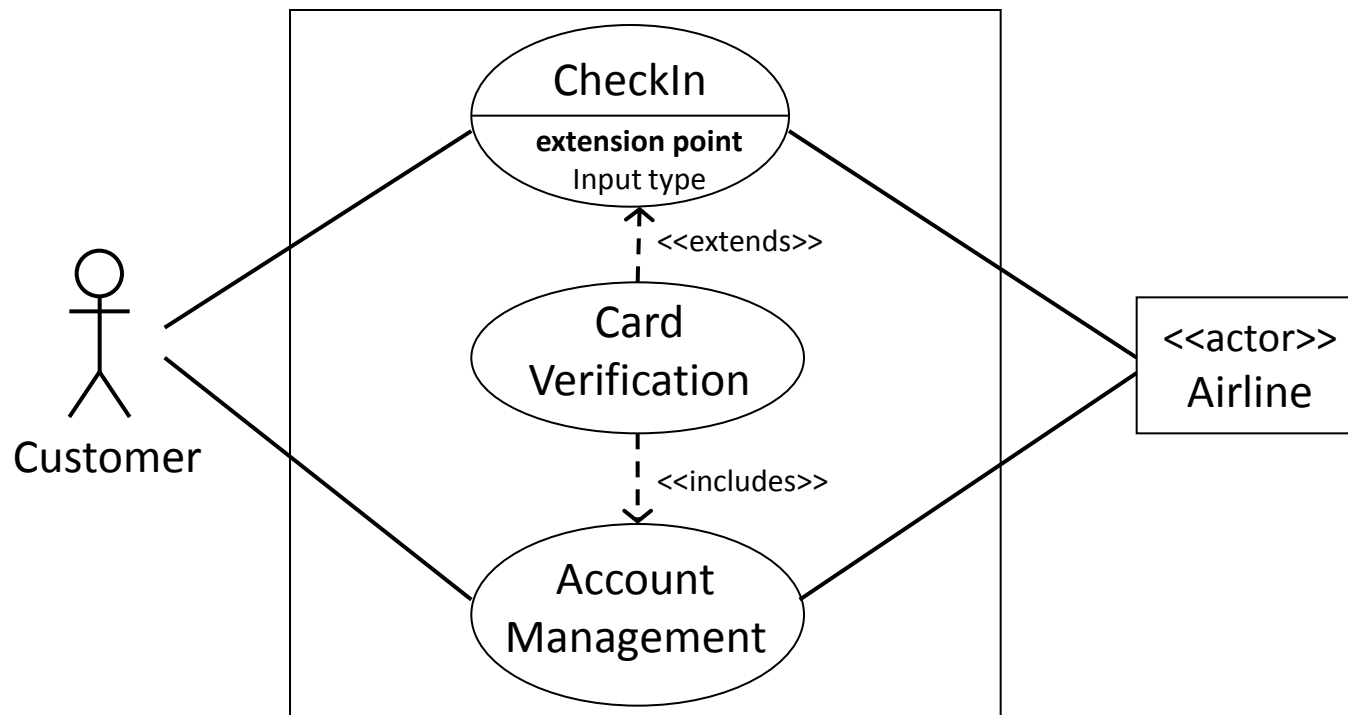 CheckIn
extension point
Input type
<<extends>>
Card
Verification
<<actor>>
Airline
Customer
<<includes>>
Account
Management